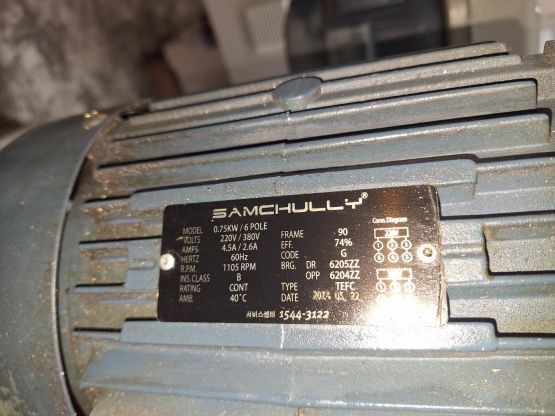 SAMCHULLY®
MODEL 0.75KW / 6 POLE
VOLTS 220V / 380V
AMPS 4.5A / 2.6A
HERTZ 60Hz
R.P.M. 1105 RPM
INS.CLASS B
RATING CONT
AMB. 40°C
FRAME 90
EFF. 74%
CODE G
BRG. DR 6205ZZ
OPP 6204ZZ
TYPE TEFC
DATE
Conn. Diagram
220V
서비스센터 1544-3122